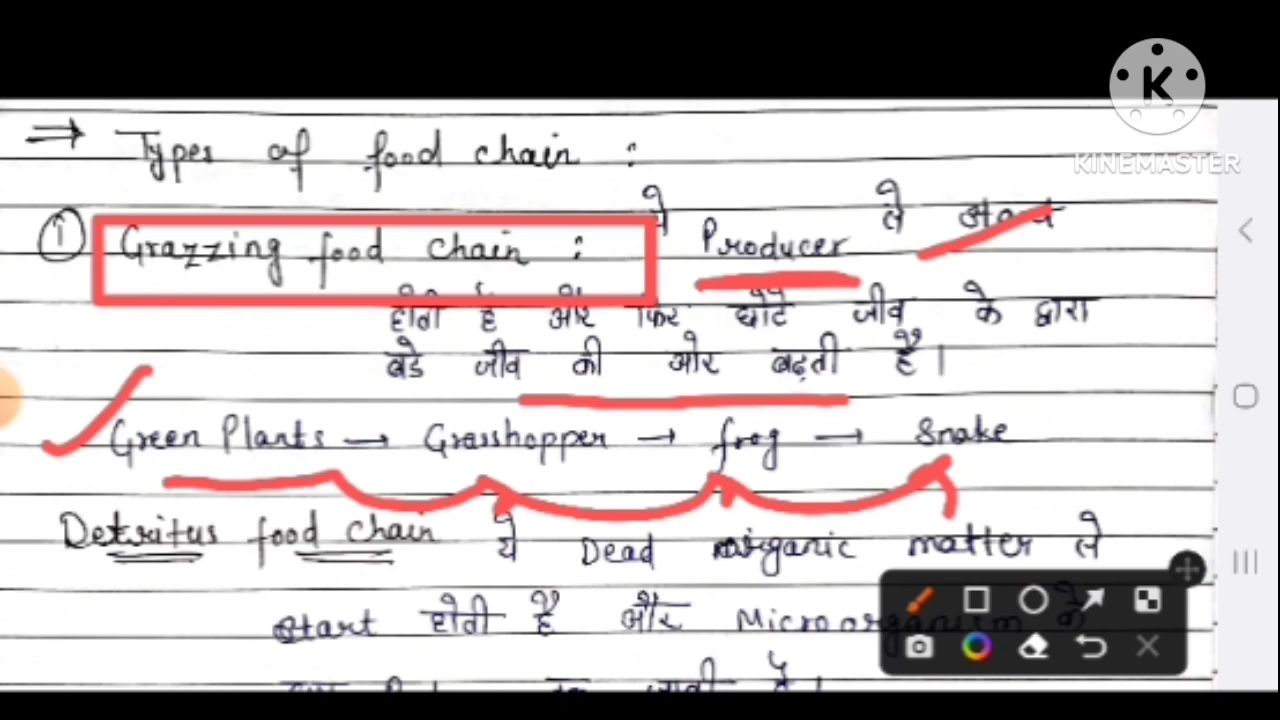 KINEMASTER
⇒ Types of food chain :
① Grazzing food chain : ये Producer से
होती है और फिर छोटे जीव के द्वारा
बडे जीव की ओर बढ़ती है।
Green Plants → Grasshopper → frog → Snake
Detritus food chain ये Dead organic matter से
start होती है और Microorganism के